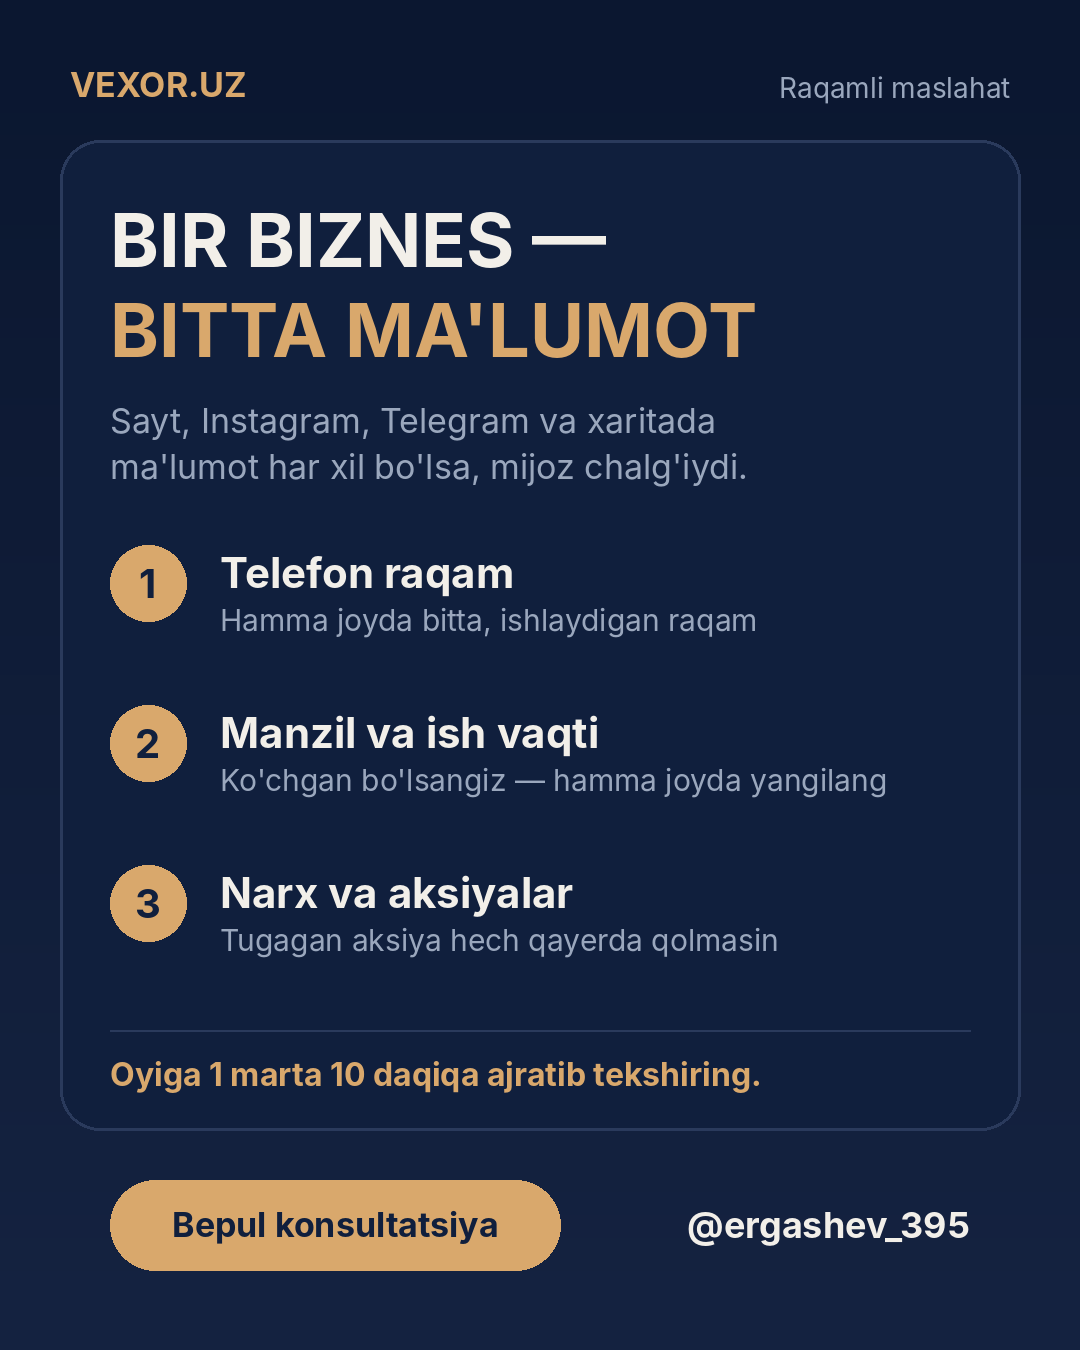 VEXOR.UZ
Raqamli maslahat
BIR BIZNES —
BITTA MA'LUMOT
Sayt, Instagram, Telegram va xaritada
ma'lumot har xil bo'lsa, mijoz chalg'iydi.
1
Telefon raqam
Hamma joyda bitta, ishlaydigan raqam
2
Manzil va ish vaqti
Ko'chgan bo'lsangiz — hamma joyda yangilang
3
Narx va aksiyalar
Tugagan aksiya hech qayerda qolmasin
Oyiga 1 marta 10 daqiqa ajratib tekshiring.
Bepul konsultatsiya
@ergashev_395